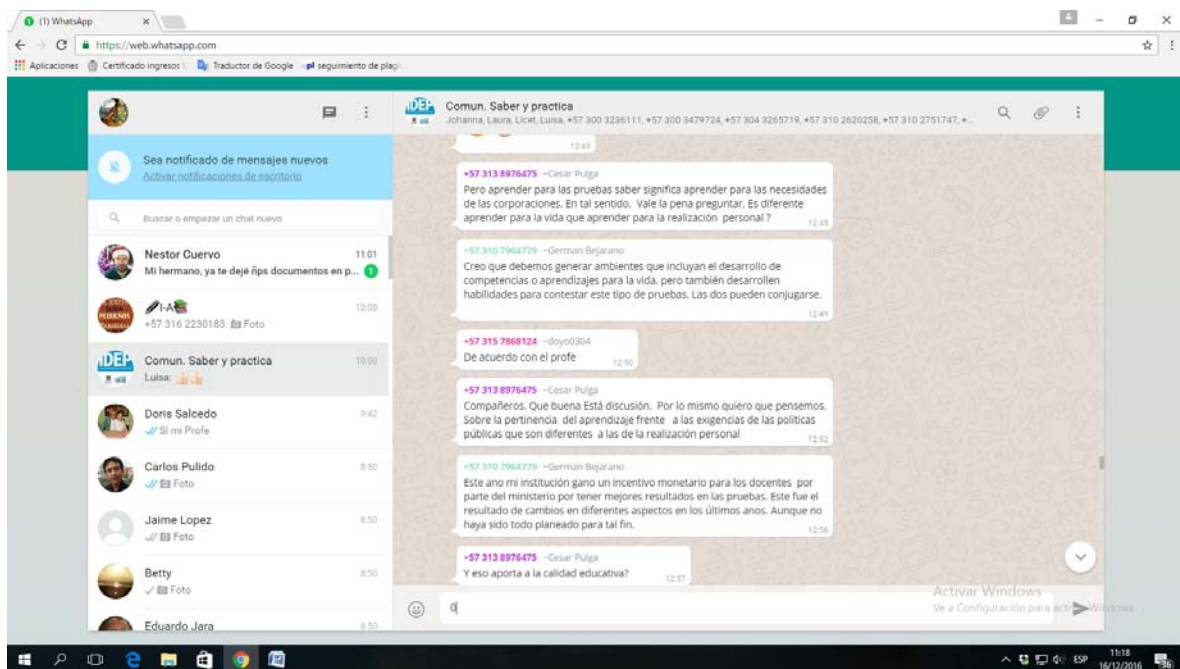 (1) WhatsApp
https://web.whatsapp.com
Aplicaciones Certificado ingresos Traductor de Google seguimiento de plagi
IDEP Comun. Saber y practica
Johanna, Laura, Licet, Luisa, +57 300 3236111, +57 300 3479724, +57 304 3265719, +57 310 2620258, +57 310 2751747, +...
Sea notificado de mensajes nuevos
Activar notificaciones de escritorio
Buscar o empezar un chat nuevo
Nestor Cuervo 11:01
Mi hermano, ya te dejé ñps documentos en p... 1
I-A 10:00
+57 316 2230183: Foto
IDEP Comun. Saber y practica 10:00
Luisa:
Doris Salcedo 9:42
Si mi Profe
Carlos Pulido 8:50
Foto
Jaime Lopez 8:50
Foto
Betty 8:50
Foto
Eduardo Jara 8:50
12:43
+57 313 8976475 ~Cesar Pulga
Pero aprender para las pruebas saber significa aprender para las necesidades
de las corporaciones. En tal sentido. Vale la pena preguntar. Es diferente
aprender para la vida que aprender para la realización personal ?
12:45
+57 310 7964779 ~German Bejarano
Creo que debemos generar ambientes que incluyan el desarrollo de
competencias o aprendizajes para la vida, pero también desarrollen
habilidades para contestar este tipo de pruebas. Las dos pueden conjugarse.
12:49
+57 315 7868124 ~doyo0304
De acuerdo con el profe 12:50
+57 313 8976475 ~Cesar Pulga
Compañeros. Que buena Está discusión. Por lo mismo quiero que pensemos.
Sobre la pertinencia del aprendizaje frente a las exigencias de las políticas
públicas que son diferentes a las de la realización personal 12:52
+57 310 7964779 ~German Bejarano
Este ano mi institución gano un incentivo monetario para los docentes por
parte del ministerio por tener mejores resultados en las pruebas. Este fue el
resultado de cambios en diferentes aspectos en los últimos anos. Aunque no
haya sido todo planeado para tal fin. 12:56
+57 313 8976475 ~Cesar Pulga
Y eso aporta a la calidad educativa? 12:57
Activar Windows
Ve a Configuración para activar Windows.
ESP
11:18
16/12/2016